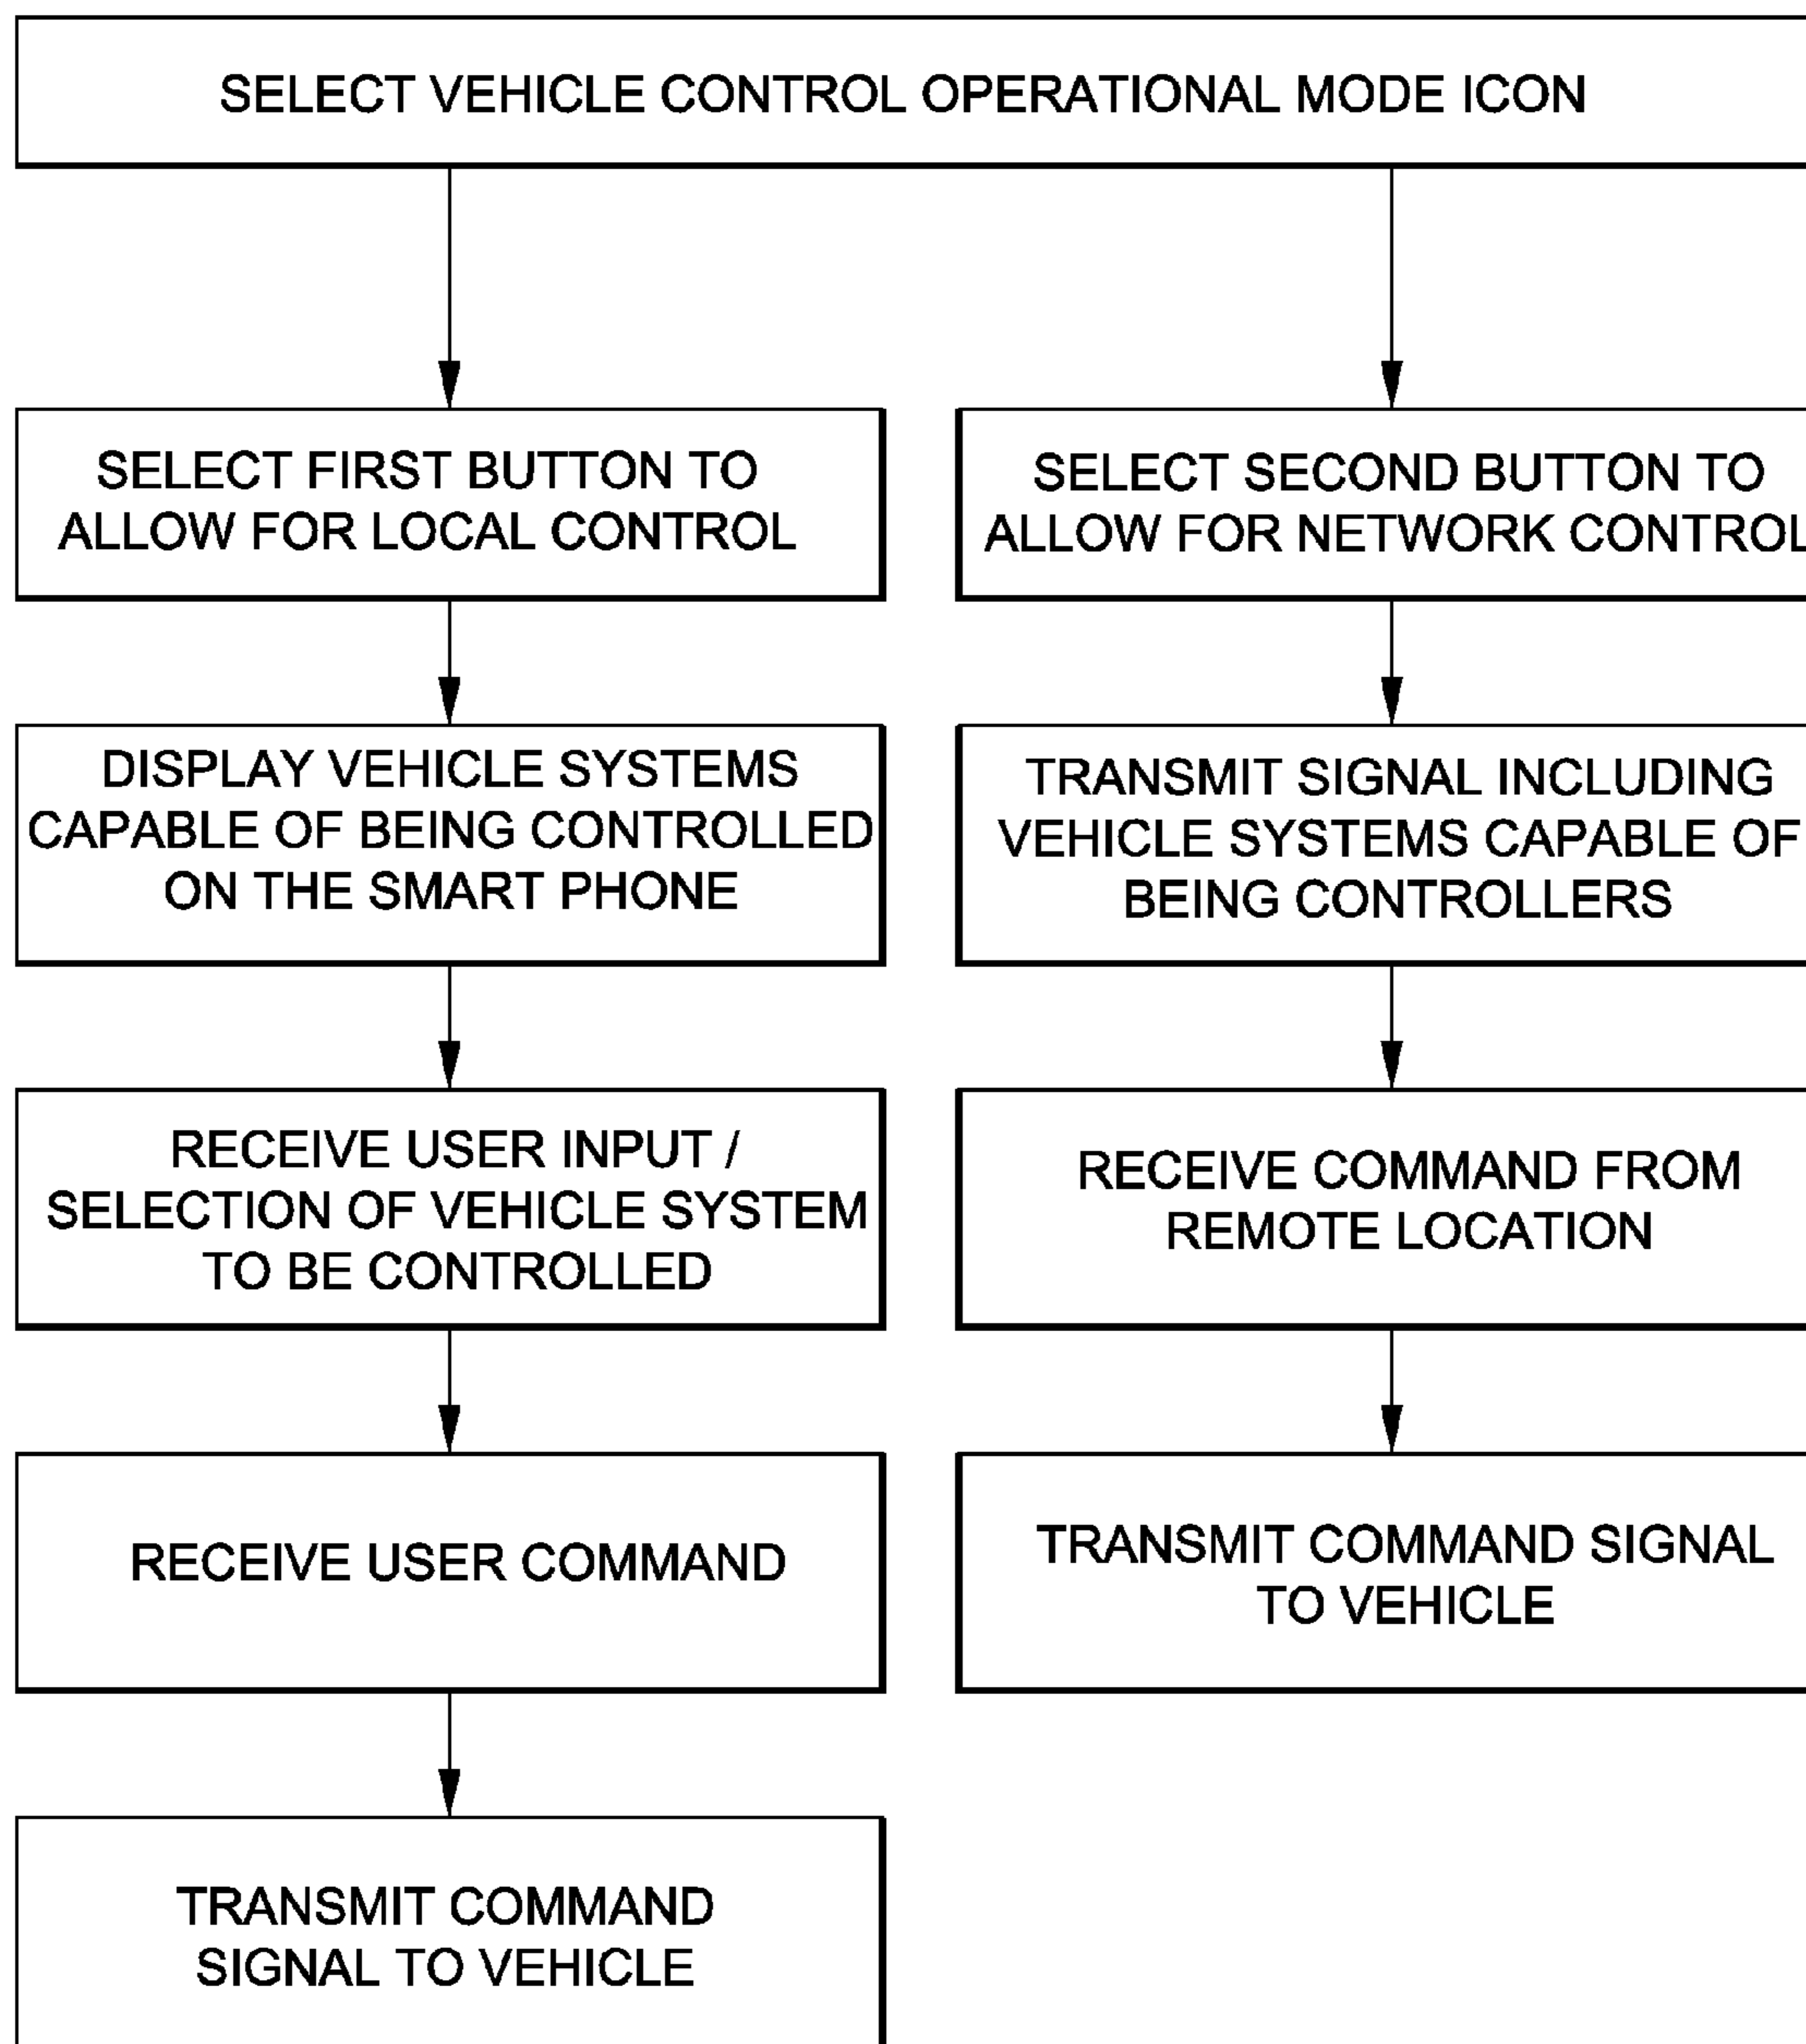 SELECT VEHICLE CONTROL OPERATIONAL MODE ICON
SELECT FIRST BUTTON TO
ALLOW FOR LOCAL CONTROL
DISPLAY VEHICLE SYSTEMS
CAPABLE OF BEING CONTROLLED
ON THE SMART PHONE
RECEIVE USER INPUT /
SELECTION OF VEHICLE SYSTEM
TO BE CONTROLLED
RECEIVE USER COMMAND
TRANSMIT COMMAND
SIGNAL TO VEHICLE
SELECT SECOND BUTTON TO
ALLOW FOR NETWORK CONTROL
TRANSMIT SIGNAL INCLUDING
VEHICLE SYSTEMS CAPABLE OF
BEING CONTROLLERS
RECEIVE COMMAND FROM
REMOTE LOCATION
TRANSMIT COMMAND SIGNAL
TO VEHICLE